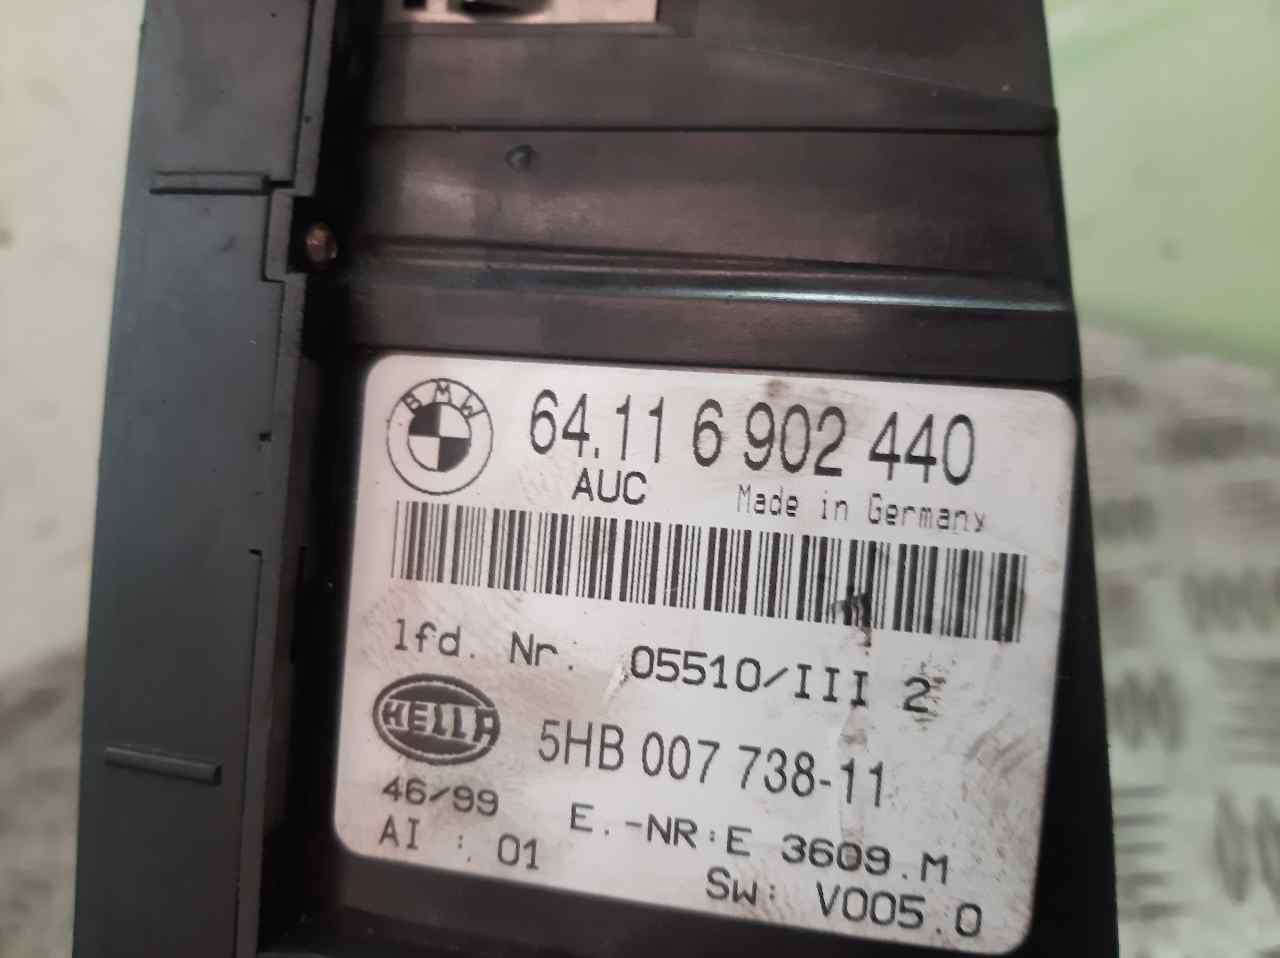 BMW
64.11 6 902 440
AUC Made in Germany
lfd. Nr: 05510/III 2
HELLA
5HB 007 738-11
46/99
E.-NR:E 3609.M
AI :. 01
SW: V005.0